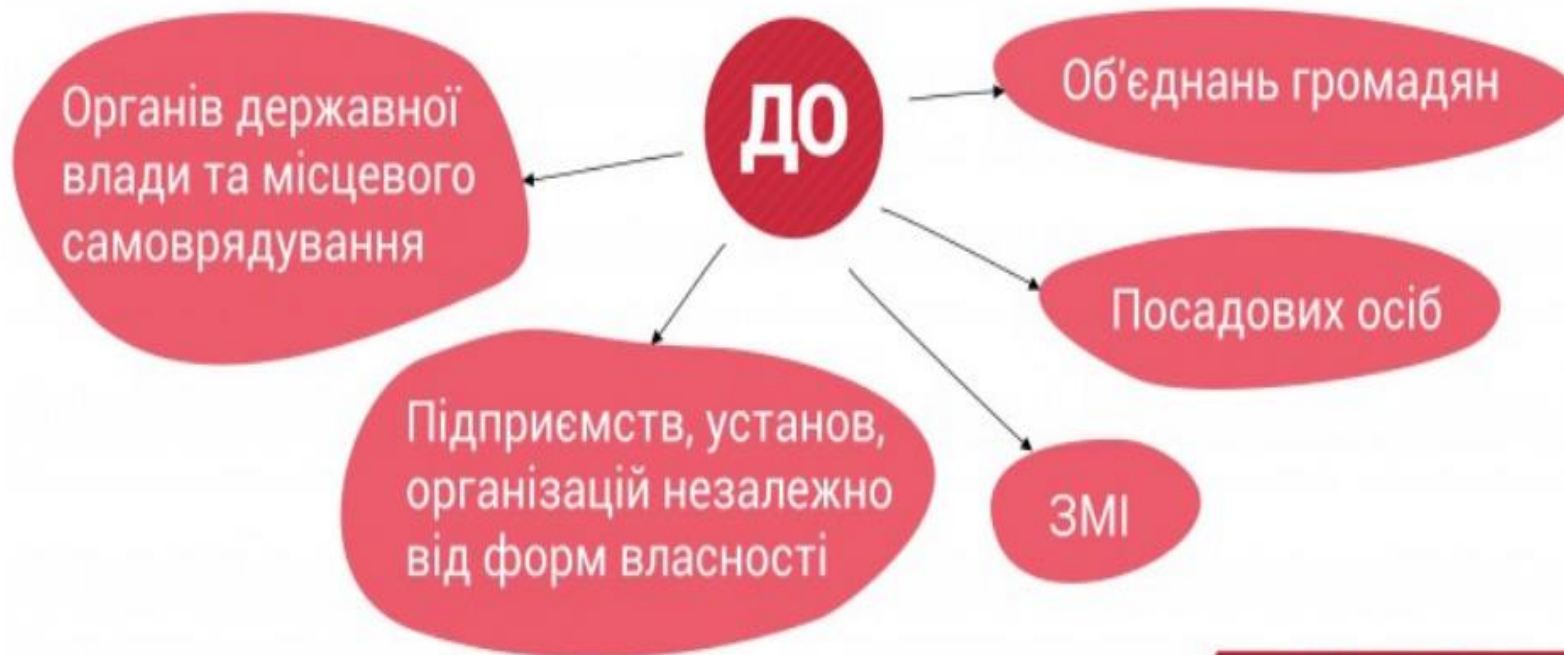 ДО
Органів державної
влади та місцевого
самоврядування
Об'єднань громадян
Посадових осіб
Підприємств, установ,
організацій незалежно
від форм власності
ЗМІ